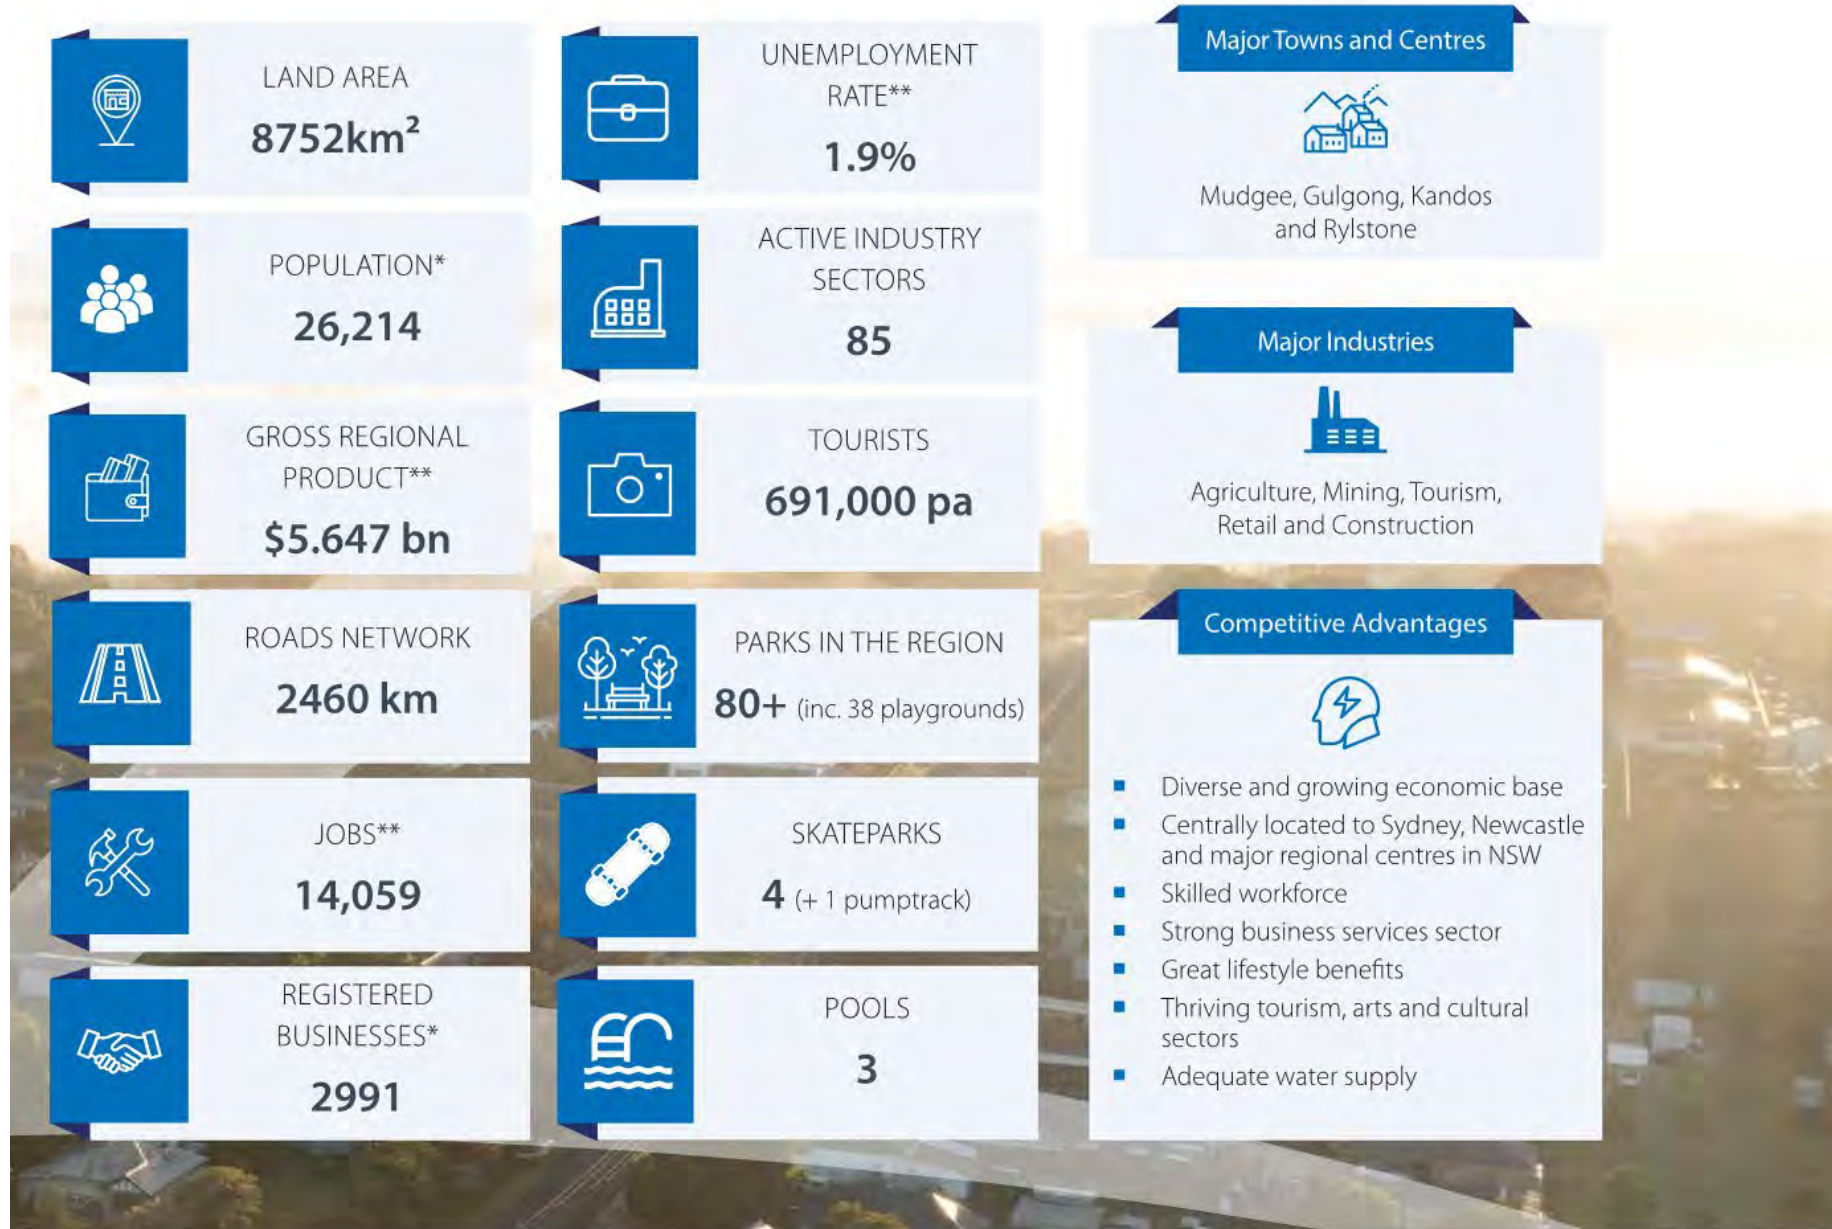 LAND AREA
8752km²
POPULATION*
26,214
GROSS REGIONAL
PRODUCT**
$5.647 bn
ROADS NETWORK
2460 km
JOBS**
14,059
REGISTERED
BUSINESSES*
2991
UNEMPLOYMENT
RATE**
1.9%
ACTIVE INDUSTRY
SECTORS
85
TOURISTS
691,000 pa
PARKS IN THE REGION
80+ (inc. 38 playgrounds)
SKATEPARKS
4 (+ 1 pumptrack)
POOLS
3
Major Towns and Centres
Mudgee, Gulgong, Kandos
and Rylstone
Major Industries
Agriculture, Mining, Tourism,
Retail and Construction
Competitive Advantages
▪ Diverse and growing economic base
▪ Centrally located to Sydney, Newcastle
and major regional centres in NSW
▪ Skilled workforce
▪ Strong business services sector
▪ Great lifestyle benefits
▪ Thriving tourism, arts and cultural
sectors
▪ Adequate water supply